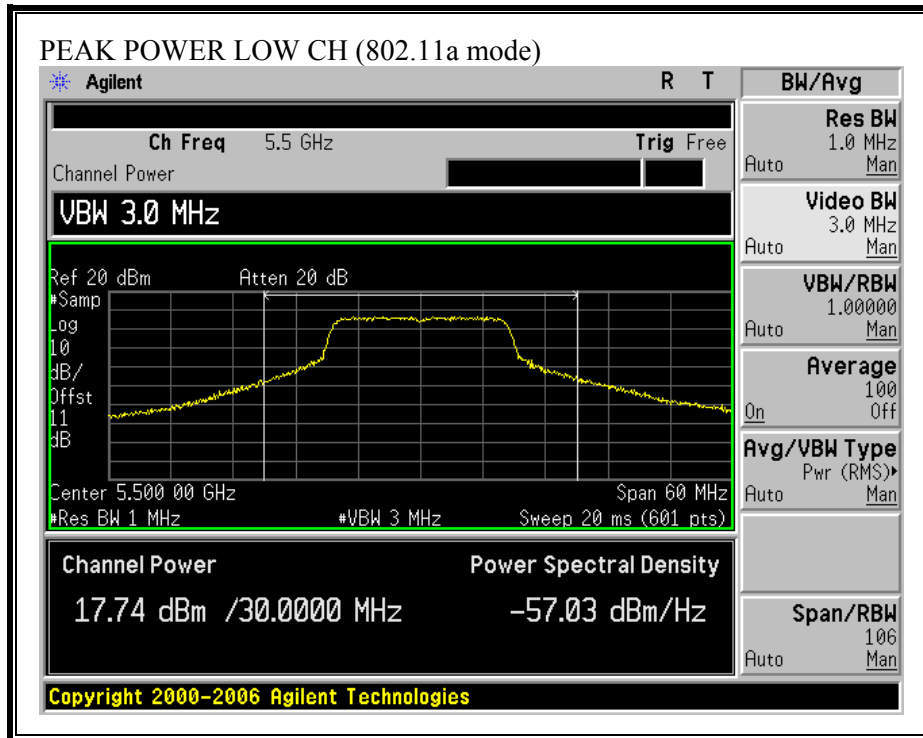 PEAK POWER LOW CH (802.11a mode)
Agilent R T
Ch Freq 5.5 GHz Trig Free
Channel Power
VBW 3.0 MHz
Ref 20 dBm Atten 20 dB
#Samp
Log
10
dB/
Offst
11
dB
Center 5.500 00 GHz Span 60 MHz
#Res BW 1 MHz #VBW 3 MHz Sweep 20 ms (601 pts)
Channel Power Power Spectral Density
17.74 dBm /30.0000 MHz -57.03 dBm/Hz
Copyright 2000-2006 Agilent Technologies
BW/Avg
Res BW
1.0 MHz
Auto Man
Video BW
3.0 MHz
Auto Man
VBW/RBW
1.00000
Auto Man
Average
100
On Off
Avg/VBW Type
Pwr (RMS)▸
Auto Man
Span/RBW
106
Auto Man